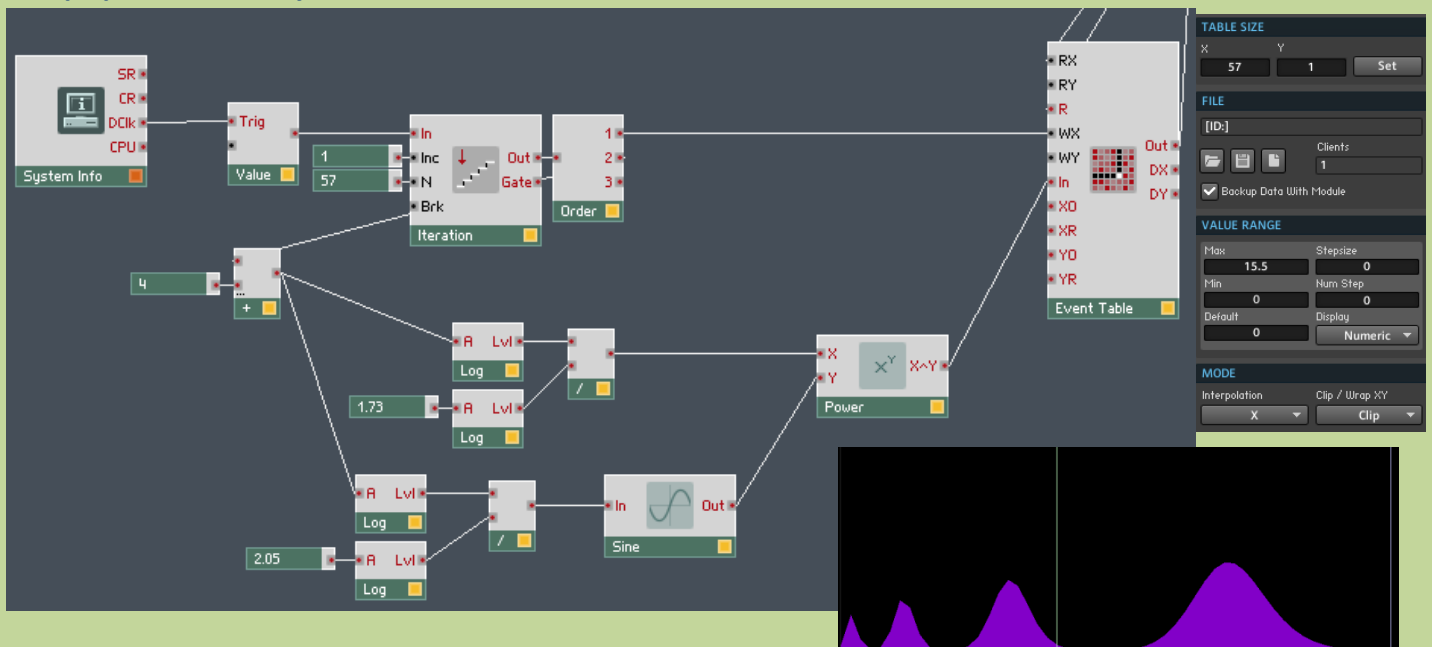 SR
CR
DClk
CPU
System Info
Trig
Value
1
57
In
Inc
N
Brk
Out
Gate
Iteration
1
2
3
Order
RX
RY
R
WX
WY
In
XO
XR
YO
YR
Out
DX
DY
Event Table
4
...
+
A Lvl
Log
1.73
A Lvl
Log
/
X
Y
X^Y
X^Y
Power
A Lvl
Log
2.05
A Lvl
Log
/
In
Out
Sine
TABLE SIZE
X Y
57 1 Set
FILE
[ID:]
Clients
1
Backup Data With Module
VALUE RANGE
Max Stepsize
15.5 0
Min Num Step
0 0
Default Display
0 Numeric
MODE
Interpolation Clip / Wrap XY
X Clip